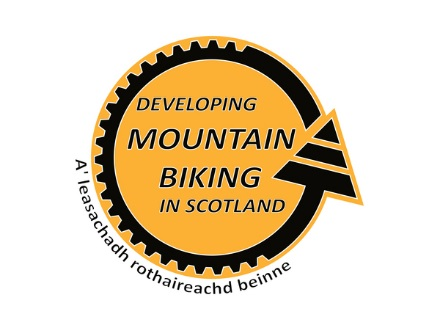 DEVELOPING
MOUNTAIN
BIKING
IN SCOTLAND
A' leasachadh rothaireachd beinne